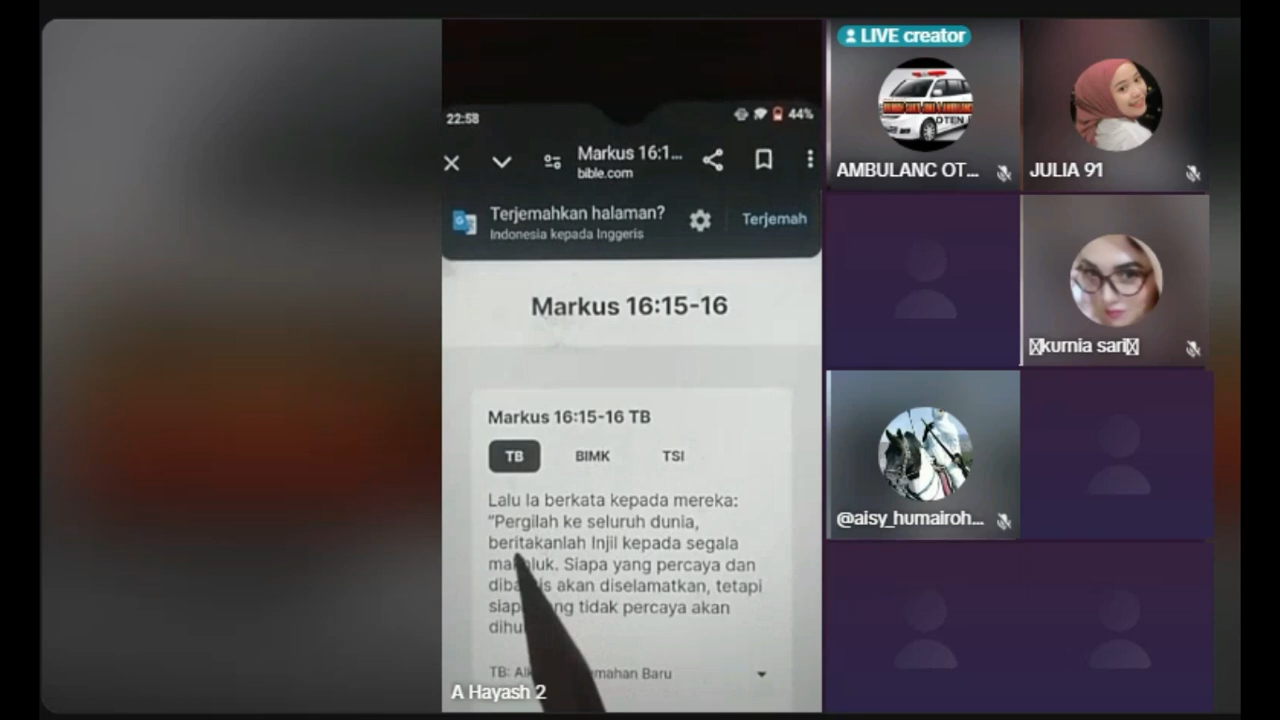 22:58
44%
Markus 16:1...
bible.com
Terjemahkan halaman?
Indonesia kepada Inggeris
Terjemah
Markus 16:15-16
Markus 16:15-16 TB
TB
BIMK
TSI
Lalu Ia berkata kepada mereka:
"Pergilah ke seluruh dunia,
beritakanlah Injil kepada segala
Siapa yang percaya dan
akan diselamatkan, tetapi
tidak percaya akan
TB:
Baru
A Hayash 2
LIVE creator
OTEN
AMBULANC OT...
JULIA 91
kurnia sari
@aisy_humairoh...